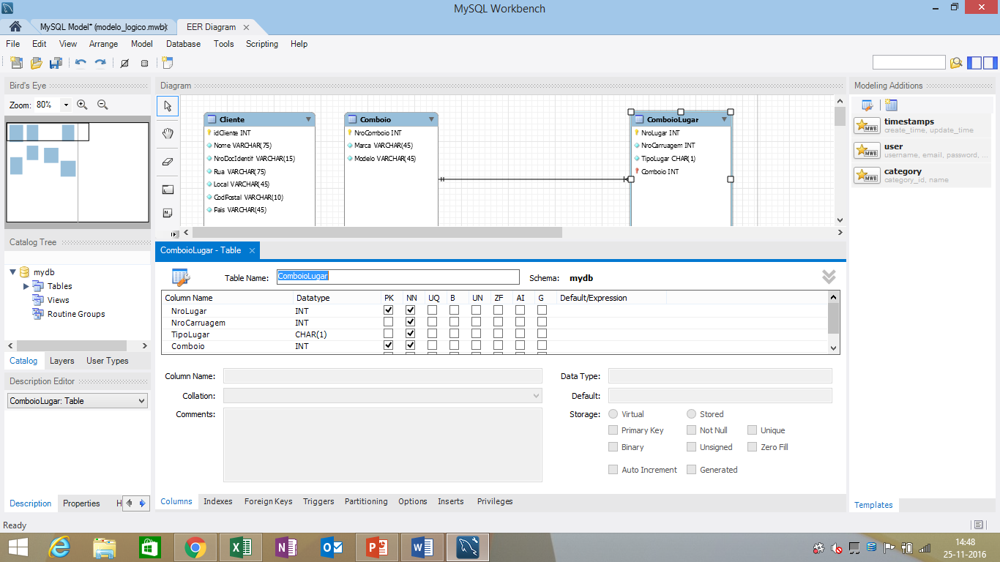 MySQL Workbench
MySQL Model* (modelo_logico.mwb)
EER Diagram
File Edit View Arrange Model Database Tools Scripting Help
Bird's Eye
Zoom: 80%
Diagram
Modeling Additions
Cliente
idCliente INT
Nome VARCHAR(75)
NroDocIdentif VARCHAR(15)
Rua VARCHAR(75)
Local VARCHAR(45)
CodPostal VARCHAR(10)
Pais VARCHAR(45)
Comboio
NroComboio INT
Marca VARCHAR(45)
Modelo VARCHAR(45)
ComboioLugar
NroLugar INT
NroCarruagem INT
TipoLugar CHAR(1)
Comboio INT
MWB
timestamps
create_time, update_time
MWB
user
username, email, password, ...
MWB
category
category_id, name
Catalog Tree
mydb
Tables
Views
Routine Groups
Catalog Layers User Types
Description Editor
ComboioLugar: Table
Description Properties H
ComboioLugar - Table
Table Name: ComboioLugar Schema: mydb
Column Name Datatype PK NN UQ B UN ZF AI G Default/Expression
NroLugar INT
NroCarruagem INT
TipoLugar CHAR(1)
Comboio INT
Column Name: Data Type:
Collation: Default:
Comments: Storage: Virtual Stored
Primary Key Not Null Unique
Binary Unsigned Zero Fill
Auto Increment Generated
Columns Indexes Foreign Keys Triggers Partitioning Options Inserts Privileges
Templates
Ready
14:48
25-11-2016